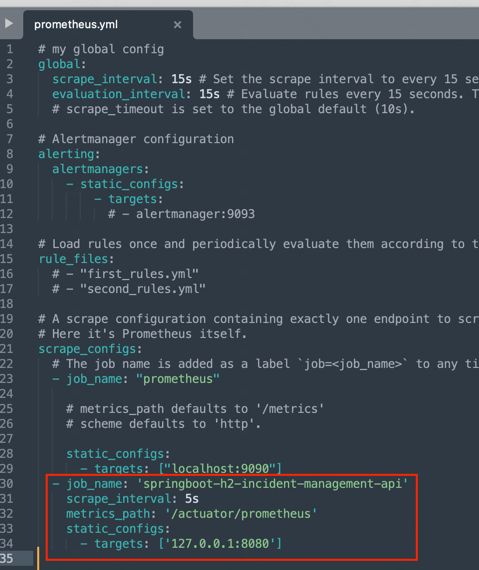 prometheus.yml
1 # my global config
2 global:
3   scrape_interval: 15s # Set the scrape interval to every 15 se
4   evaluation_interval: 15s # Evaluate rules every 15 seconds. T
5   # scrape_timeout is set to the global default (10s).
6
7 # Alertmanager configuration
8 alerting:
9   alertmanagers:
10     - static_configs:
11         - targets:
12           # - alertmanager:9093
13
14 # Load rules once and periodically evaluate them according to t
15 rule_files:
16   # - "first_rules.yml"
17   # - "second_rules.yml"
18
19 # A scrape configuration containing exactly one endpoint to scr
20 # Here it's Prometheus itself.
21 scrape_configs:
22   # The job name is added as a label `job=<job_name>` to any ti
23   - job_name: "prometheus"
24
25     # metrics_path defaults to '/metrics'
26     # scheme defaults to 'http'.
27
28     static_configs:
29       - targets: ["localhost:9090"]
30   - job_name: 'springboot-h2-incident-management-api'
31     scrape_interval: 5s
32     metrics_path: '/actuator/prometheus'
33     static_configs:
34       - targets: ['127.0.0.1:8080']
35